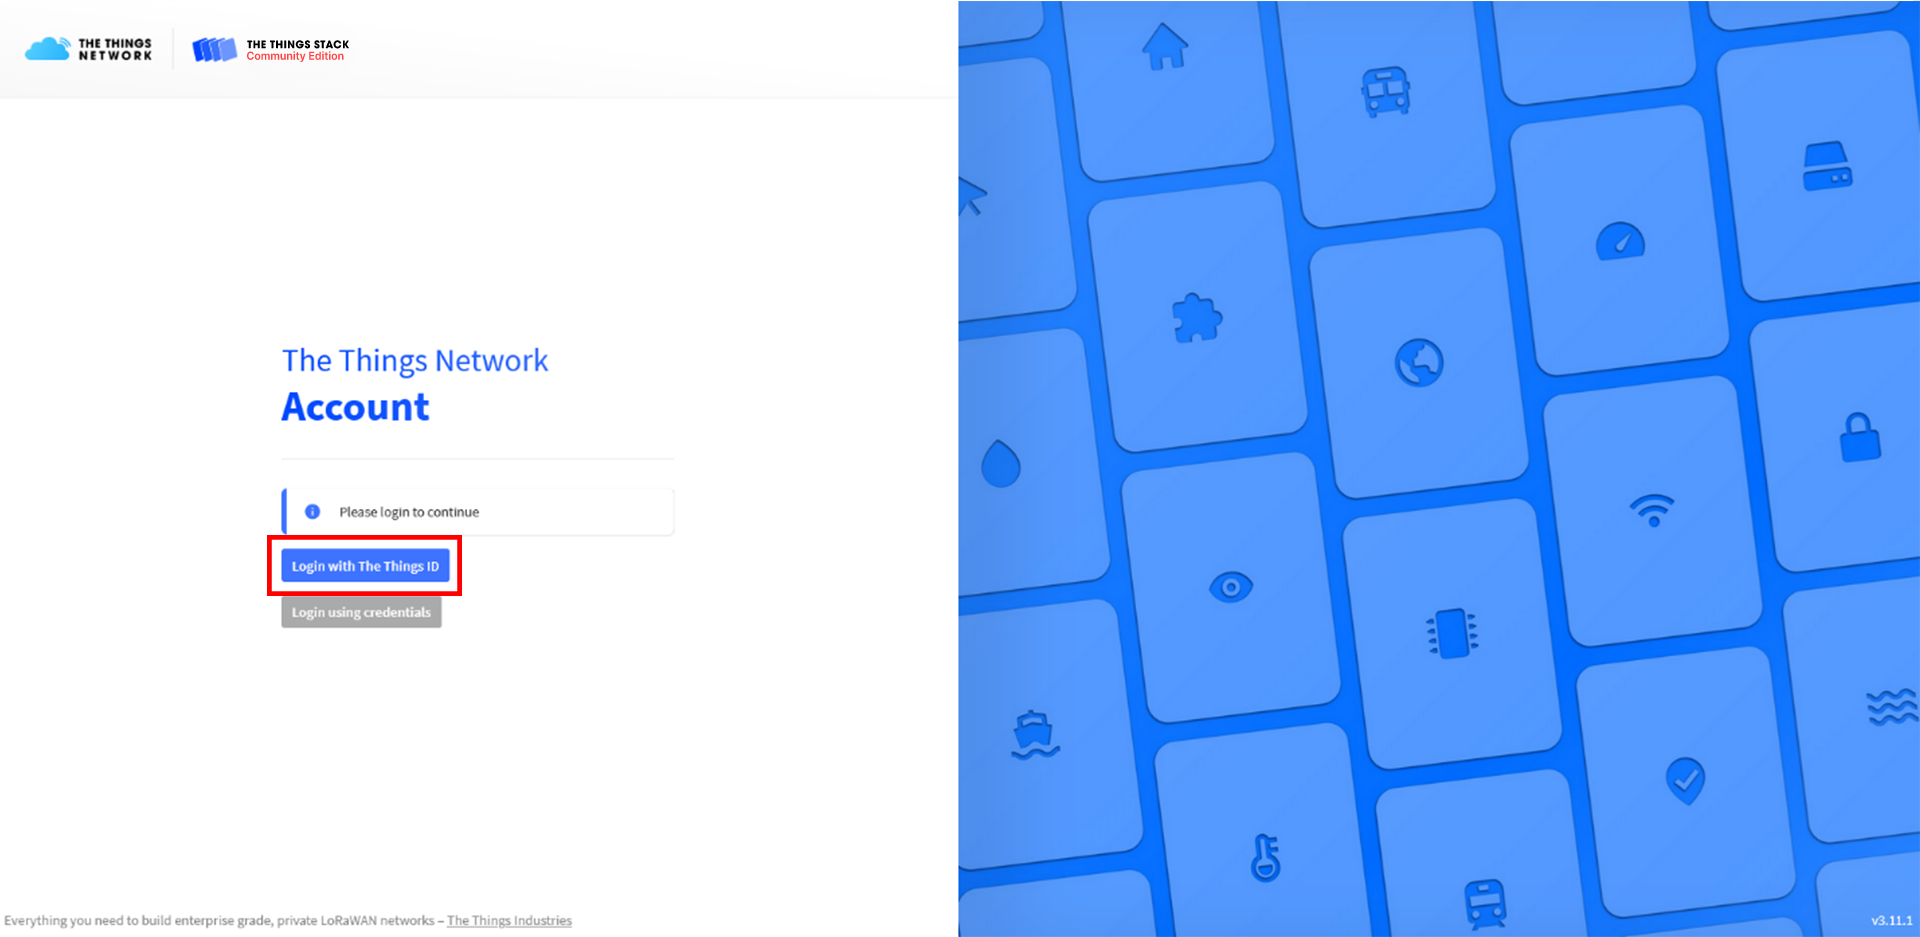 THE THINGS
NETWORK
THE THINGS STACK
Community Edition
The Things Network
Account
Please login to continue
Login with The Things ID
Login using credentials
Everything you need to build enterprise grade, private LoRaWAN networks – The Things Industries
v3.11.1